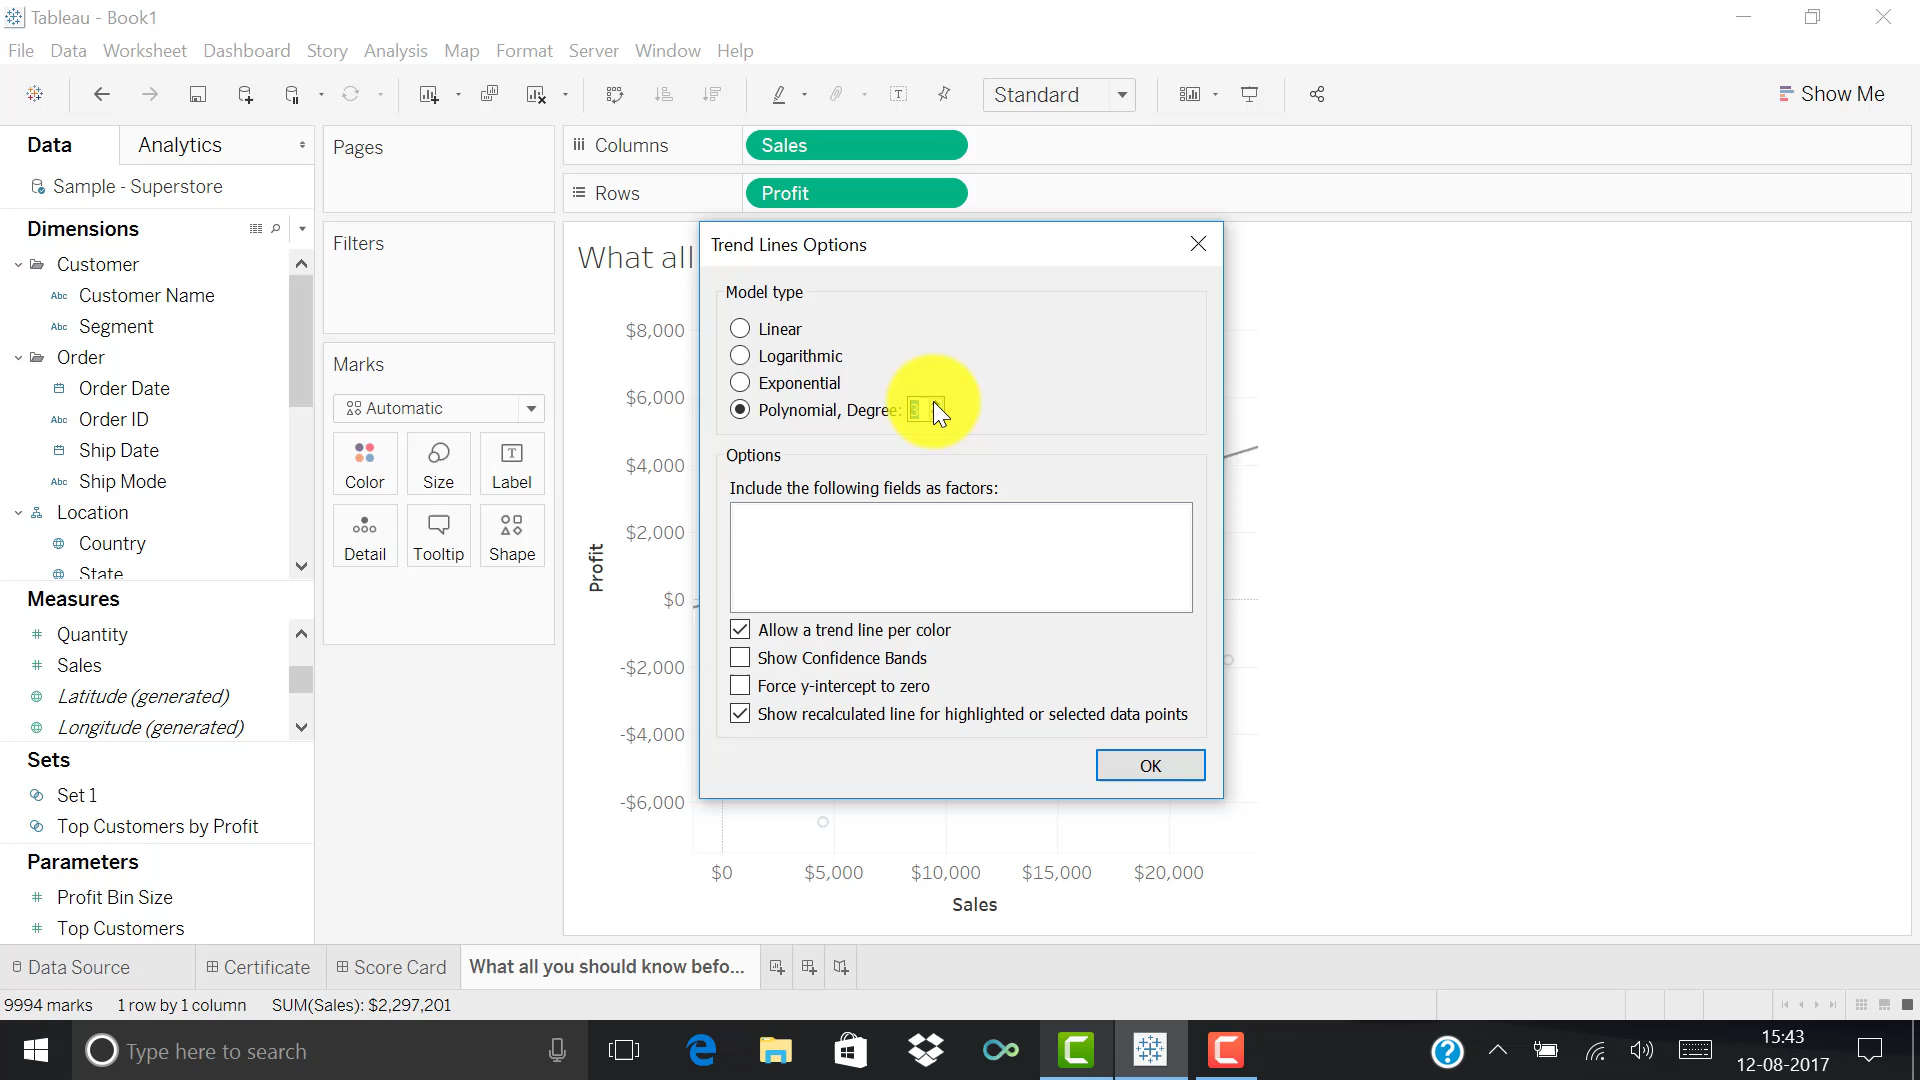 Tableau - Book1
File Data Worksheet Dashboard Story Analysis Map Format Server Window Help
Standard
Show Me
Data
Analytics
Sample - Superstore
Dimensions
Customer
Abc Customer Name
Abc Segment
Order
Order Date
Abc Order ID
Ship Date
Abc Ship Mode
Location
Country
State
Measures
Quantity
Sales
Latitude (generated)
Longitude (generated)
Sets
Set 1
Top Customers by Profit
Parameters
Profit Bin Size
Top Customers
Pages
Filters
Marks
Automatic
Color Size Label
Detail Tooltip Shape
Columns Sales
Rows Profit
What all
$8,000
$6,000
$4,000
$2,000
$0
-$2,000
-$4,000
-$6,000
Profit
$0 $5,000 $10,000 $15,000 $20,000
Sales
Trend Lines Options
Model type
Linear
Logarithmic
Exponential
Polynomial, Degree:
Options
Include the following fields as factors:
Allow a trend line per color
Show Confidence Bands
Force y-intercept to zero
Show recalculated line for highlighted or selected data points
OK
Data Source Certificate Score Card What all you should know befo...
9994 marks 1 row by 1 column SUM(Sales): $2,297,201
Type here to search
15:43
12-08-2017